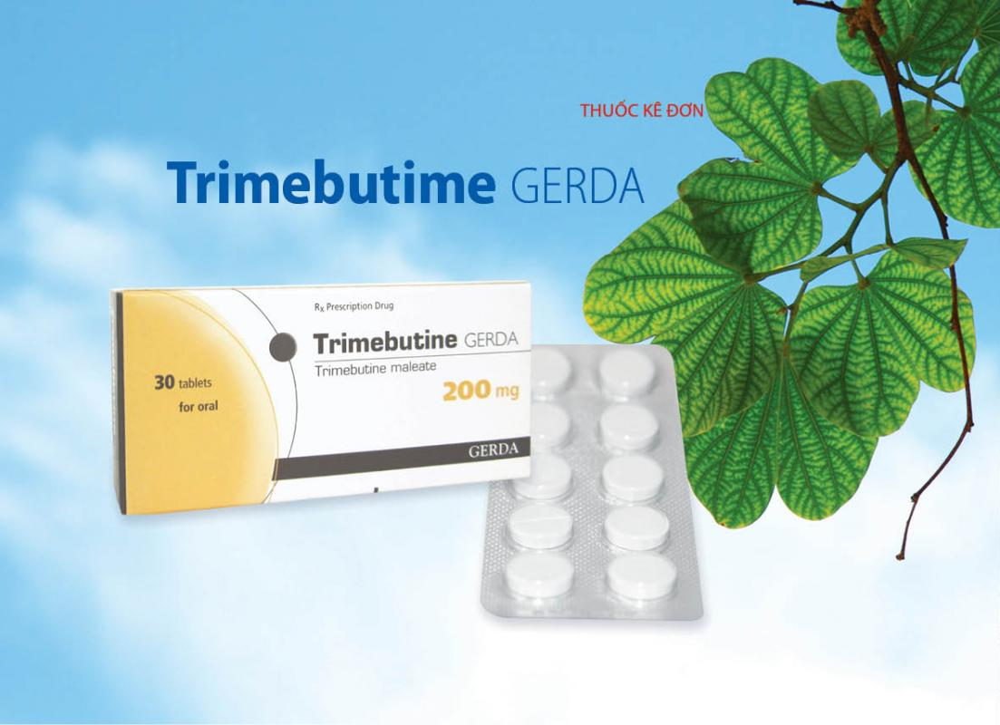 THUỐC KÊ ĐƠN
Trimebutime GERDA
Rx Prescription Drug
Trimebutine GERDA
Trimebutine maleate
200 mg
30 tablets
for oral
GERDA